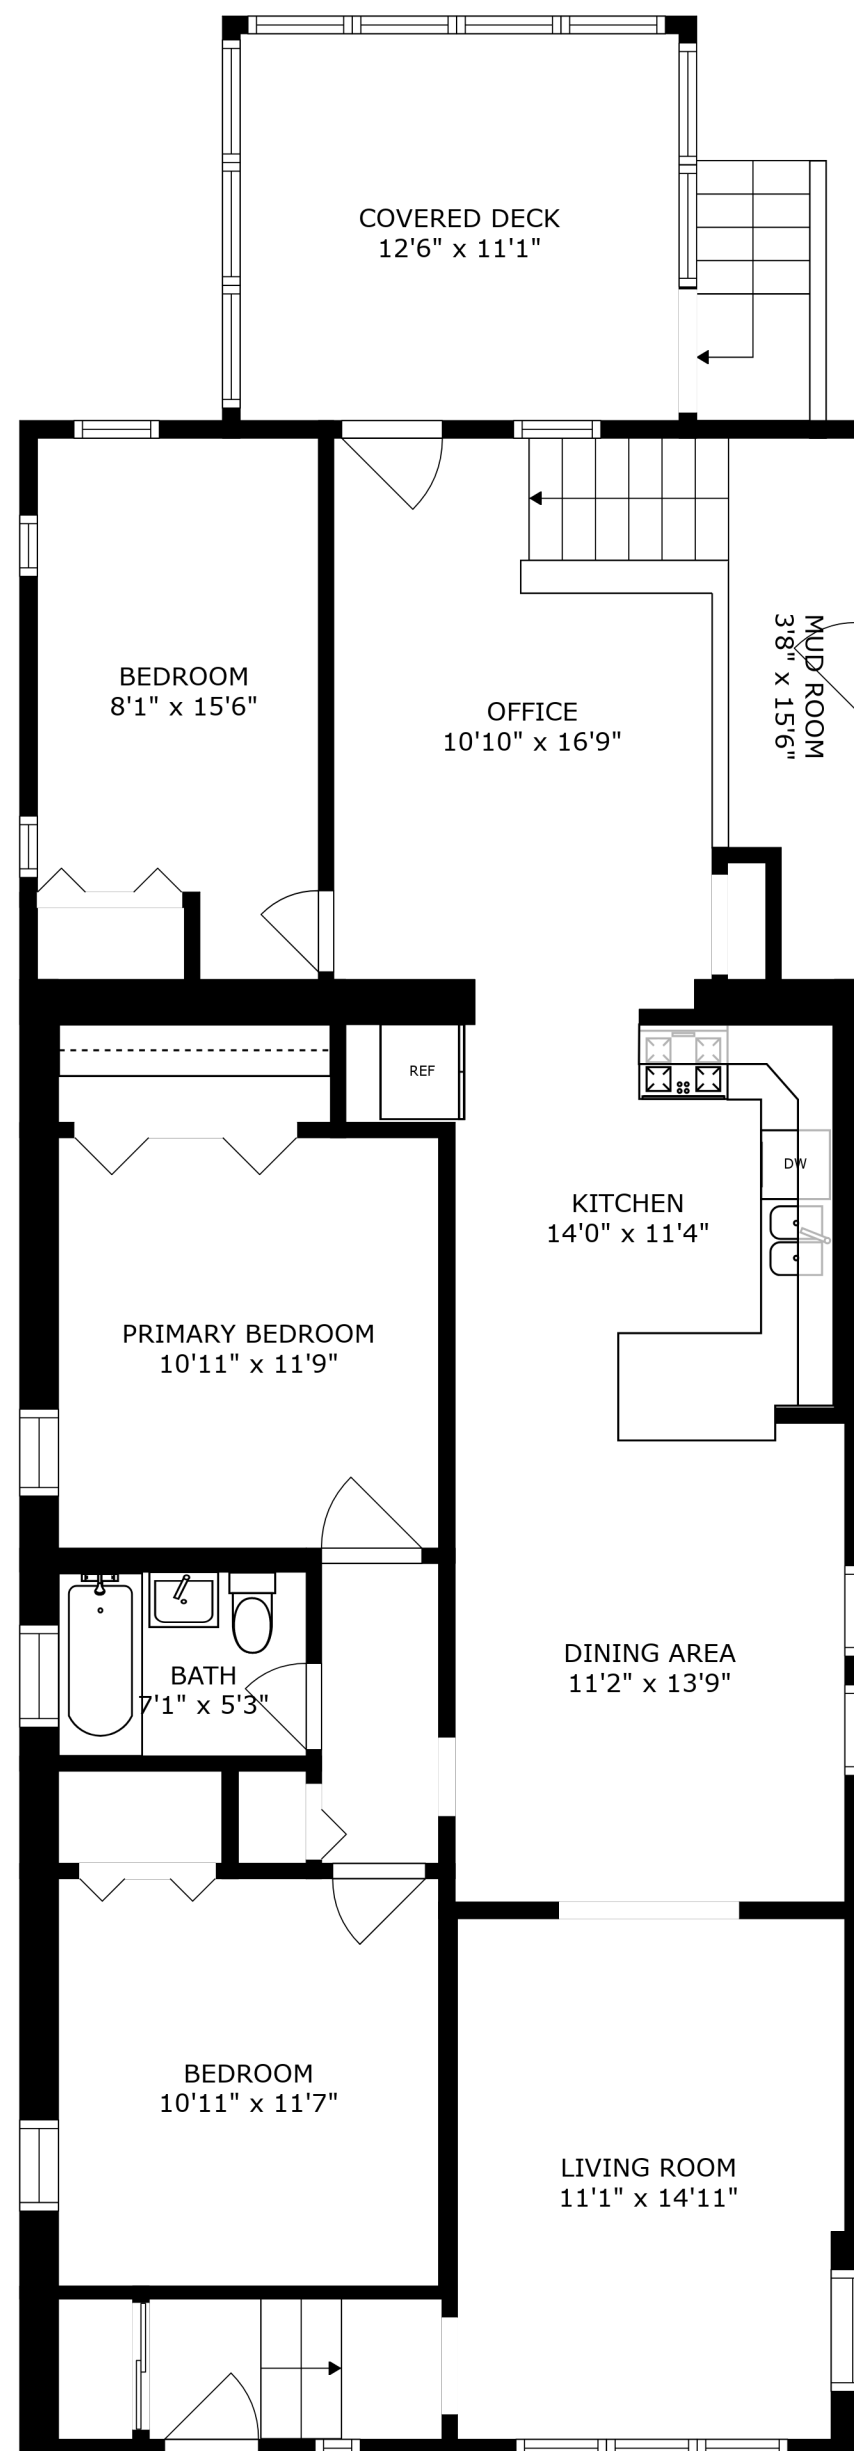 COVERED DECK
12'6" x 11'1"
BEDROOM
8'1" x 15'6"
OFFICE
10'10" x 16'9"
MUD ROOM
3'8" x 15'6"
REF
DW
KITCHEN
14'0" x 11'4"
PRIMARY BEDROOM
10'11" x 11'9"
DINING AREA
11'2" x 13'9"
BATH
7'1" x 5'3"
BEDROOM
10'11" x 11'7"
LIVING ROOM
11'1" x 14'11"